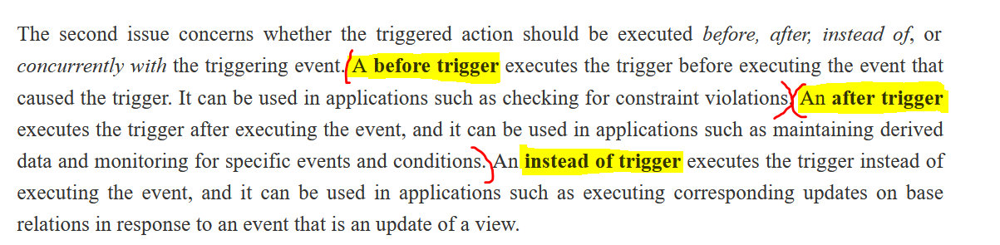 The second issue concerns whether the triggered action should be executed before, after, instead of, or
concurrently with the triggering event. A before trigger executes the trigger before executing the event that
caused the trigger. It can be used in applications such as checking for constraint violations. An after trigger
executes the trigger after executing the event, and it can be used in applications such as maintaining derived
data and monitoring for specific events and conditions. An instead of trigger executes the trigger instead of
executing the event, and it can be used in applications such as executing corresponding updates on base
relations in response to an event that is an update of a view.